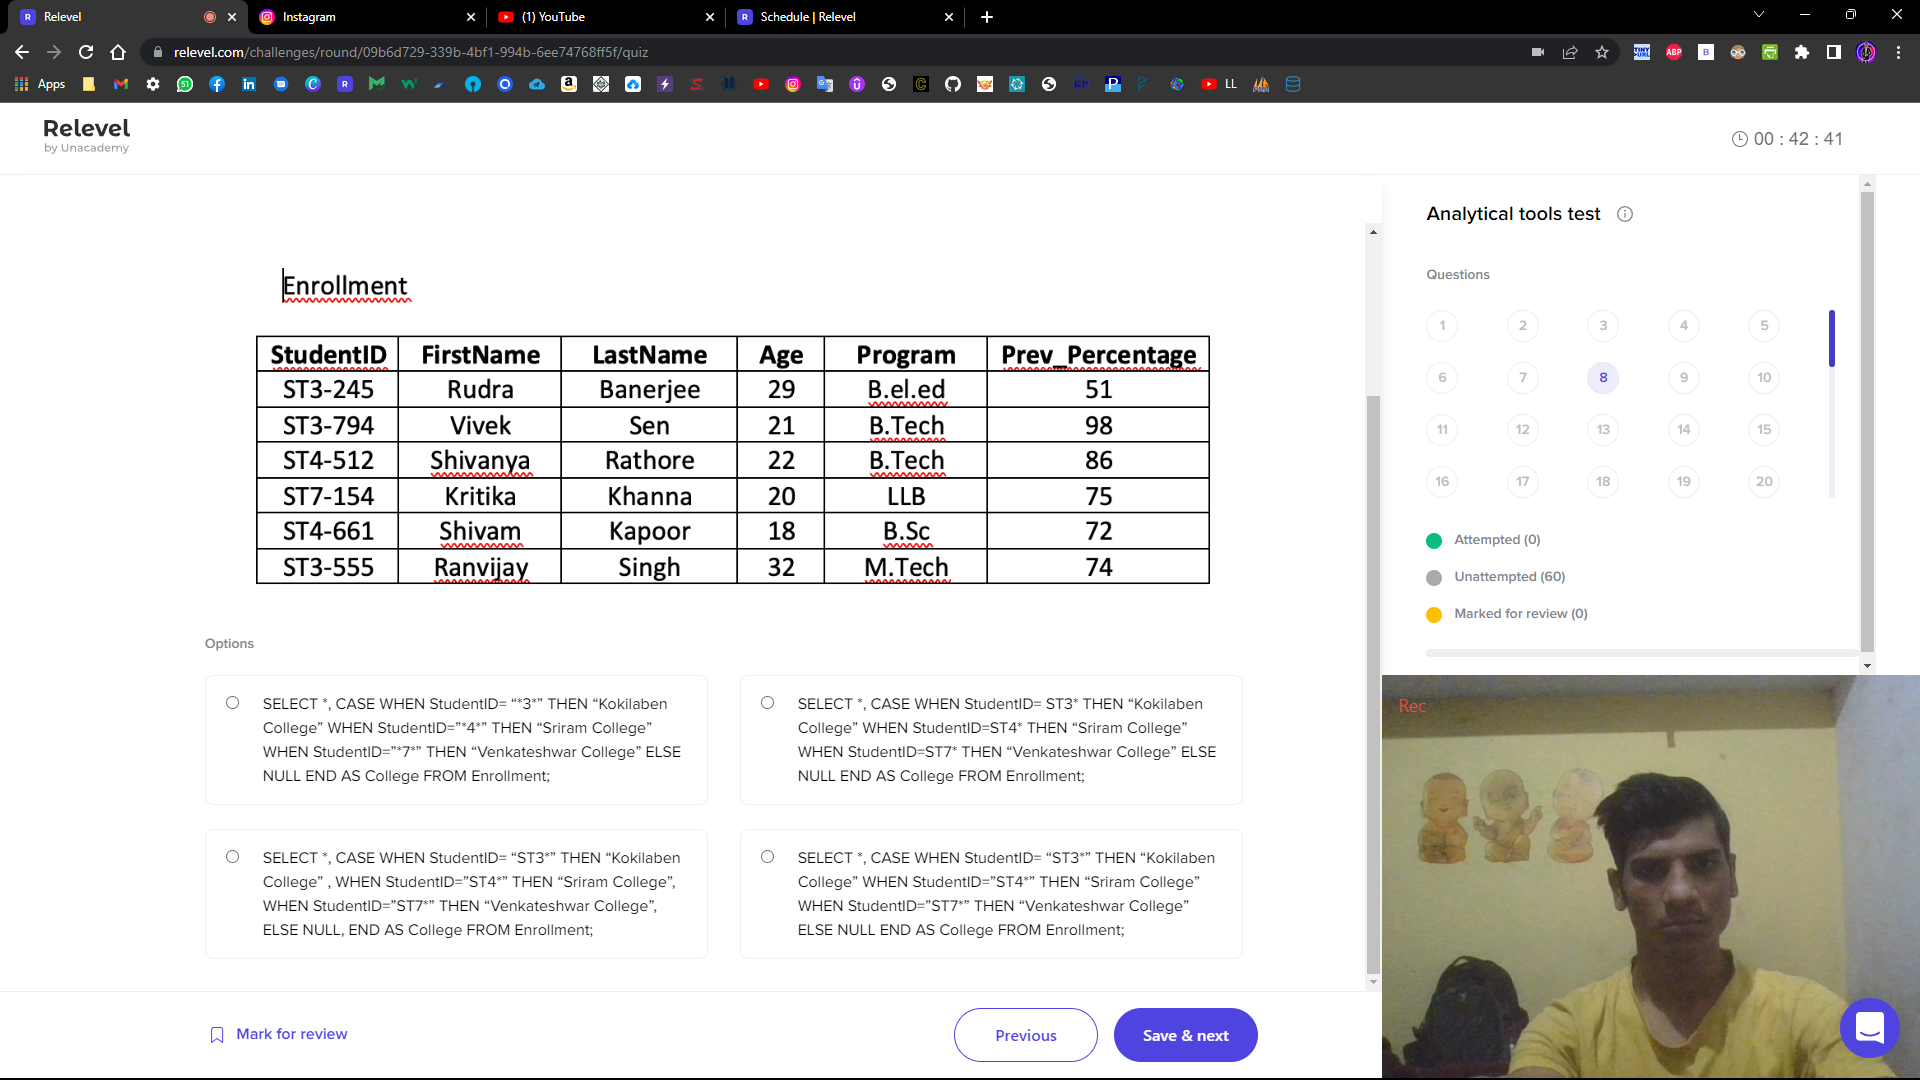 Relevel
Instagram
(1) YouTube
Schedule | Relevel
relevel.com/challenges/round/09b6d729-339b-4bf1-994b-6ee74768ff5f/quiz
Apps
LL
Relevel
by Unacademy
00 : 42 : 41
Enrollment
StudentID FirstName LastName Age Program Prev_Percentage
ST3-245 Rudra Banerjee 29 B.el.ed 51
ST3-794 Vivek Sen 21 B.Tech 98
ST4-512 Shivanya Rathore 22 B.Tech 86
ST7-154 Kritika Khanna 20 LLB 75
ST4-661 Shivam Kapoor 18 B.Sc 72
ST3-555 Ranvijay Singh 32 M.Tech 74
Options
SELECT *, CASE WHEN StudentID= “*3*” THEN “Kokilaben
College” WHEN StudentID=”*4*” THEN “Sriram College”
WHEN StudentID=”*7*” THEN “Venkateshwar College” ELSE
NULL END AS College FROM Enrollment;
SELECT *, CASE WHEN StudentID= ST3* THEN “Kokilaben
College” WHEN StudentID=ST4* THEN “Sriram College”
WHEN StudentID=ST7* THEN “Venkateshwar College” ELSE
NULL END AS College FROM Enrollment;
SELECT *, CASE WHEN StudentID= “ST3*” THEN “Kokilaben
College” , WHEN StudentID=”ST4*” THEN “Sriram College”,
WHEN StudentID=”ST7*” THEN “Venkateshwar College”,
ELSE NULL, END AS College FROM Enrollment;
SELECT *, CASE WHEN StudentID= “ST3*” THEN “Kokilaben
College” WHEN StudentID=”ST4*” THEN “Sriram College”
WHEN StudentID=”ST7*” THEN “Venkateshwar College”
ELSE NULL END AS College FROM Enrollment;
Mark for review
Previous
Save & next
Analytical tools test
Questions
1 2 3 4 5
6 7 8 9 10
11 12 13 14 15
16 17 18 19 20
Attempted (0)
Unattempted (60)
Marked for review (0)
Rec